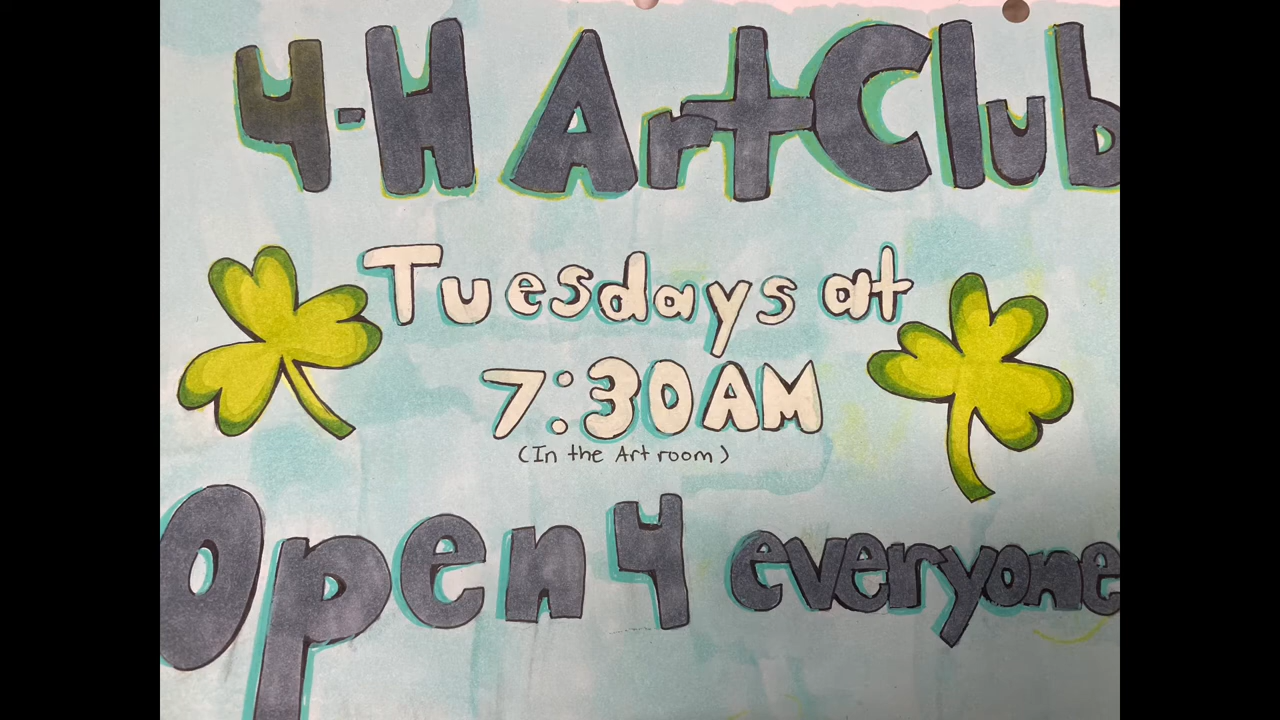 4-H Art Club
Tuesdays at
7:30AM
(In the Art room)
Open 4 everyone